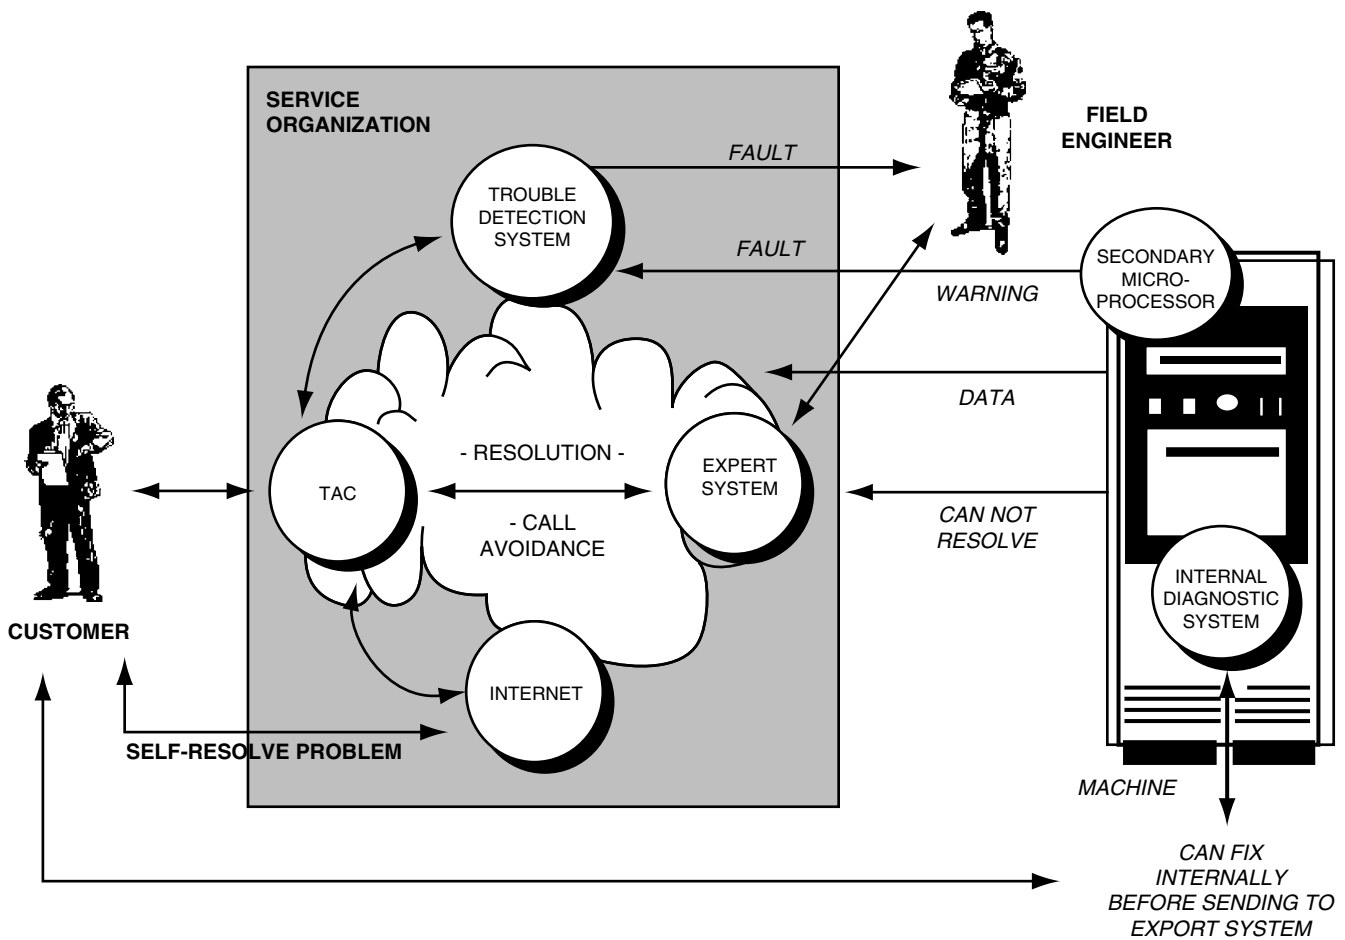 SERVICE
ORGANIZATION
FIELD
ENGINEER
FAULT
TROUBLE
DETECTION
SYSTEM
FAULT
WARNING
SECONDARY
MICRO-
PROCESSOR
DATA
- RESOLUTION -
EXPERT
SYSTEM
TAC
- CALL
AVOIDANCE
CAN NOT
RESOLVE
INTERNAL
DIAGNOSTIC
SYSTEM
CUSTOMER
INTERNET
SELF-RESOLVE PROBLEM
MACHINE
CAN FIX
INTERNALLY
BEFORE SENDING TO
EXPORT SYSTEM